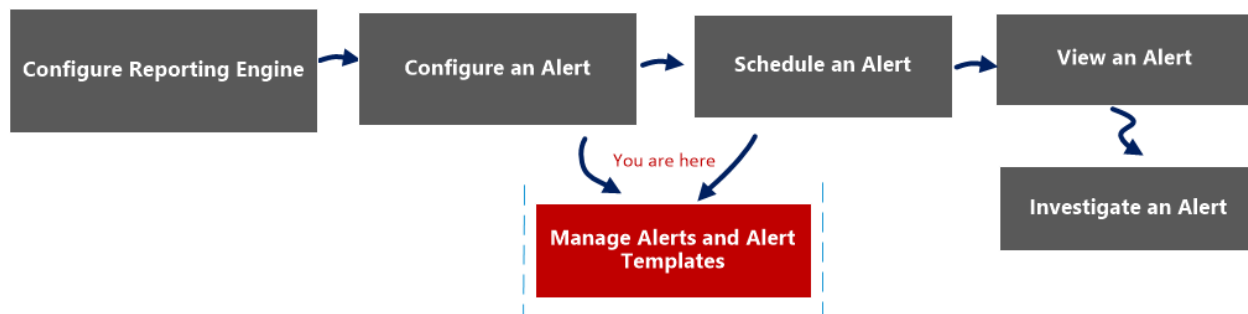 Configure Reporting Engine
Configure an Alert
Schedule an Alert
View an Alert
You are here
Manage Alerts and Alert
Templates
Investigate an Alert